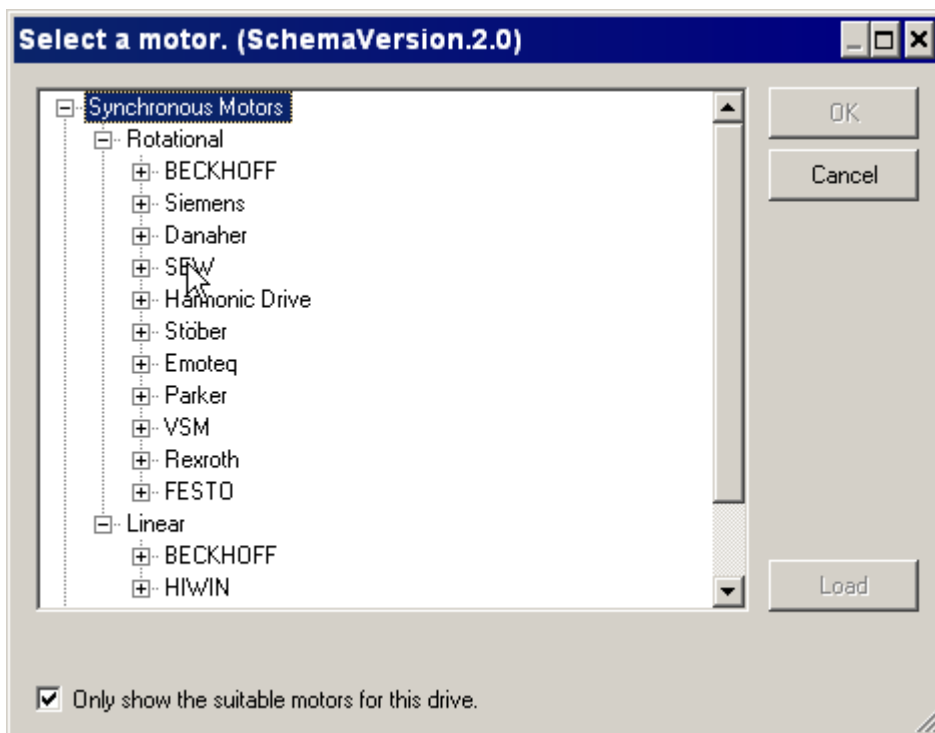 Select a motor. (SchemaVersion.2.0)
Synchronous Motors
OK
Rotational
BECKHOFF
Cancel
Siemens
Danaher
SEW
Harmonic Drive
Stöber
Emoteq
Parker
VSM
Rexroth
FESTO
Linear
BECKHOFF
HIWIN
Load
Only show the suitable motors for this drive.